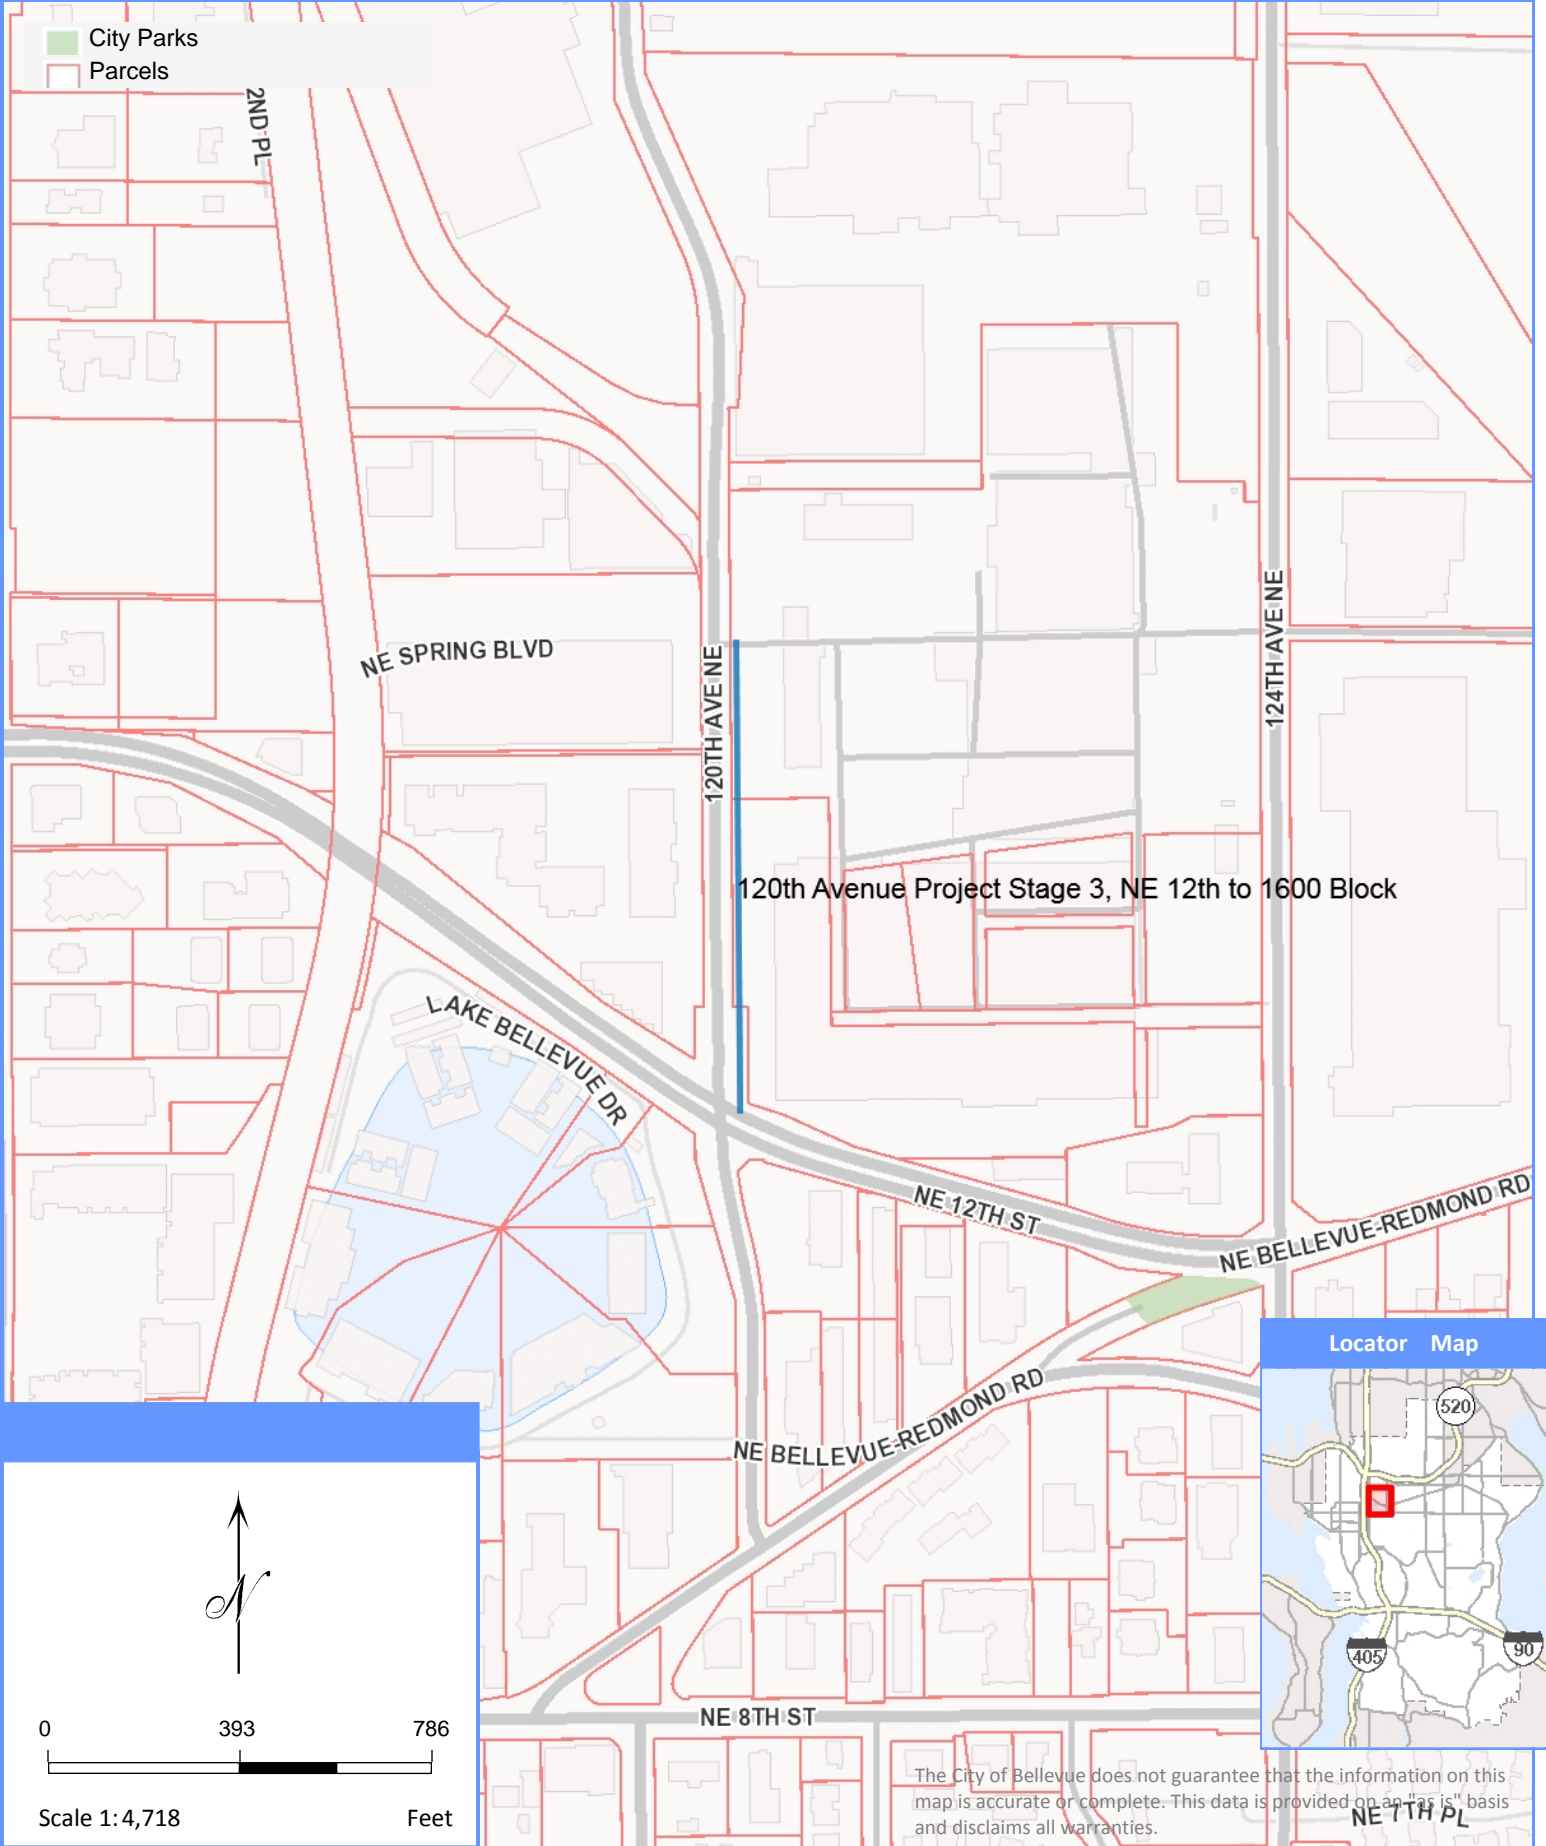 City Parks
Parcels
2ND PL
NE SPRING BLVD
120TH AVE NE
124TH AVE NE
120th Avenue Project Stage 3, NE 12th to 1600 Block
LAKE BELLEVUE DR
NE 12TH ST
NE BELLEVUE-REDMOND RD
NE BELLEVUE-REDMOND RD
Locator Map
520
405
90
N
0 393 786
Scale 1:4,718 Feet
NE 8TH ST
The City of Bellevue does not guarantee that the information on this
map is accurate or complete. This data is provided on an "as is" basis
and disclaims all warranties.
NE 7TH PL